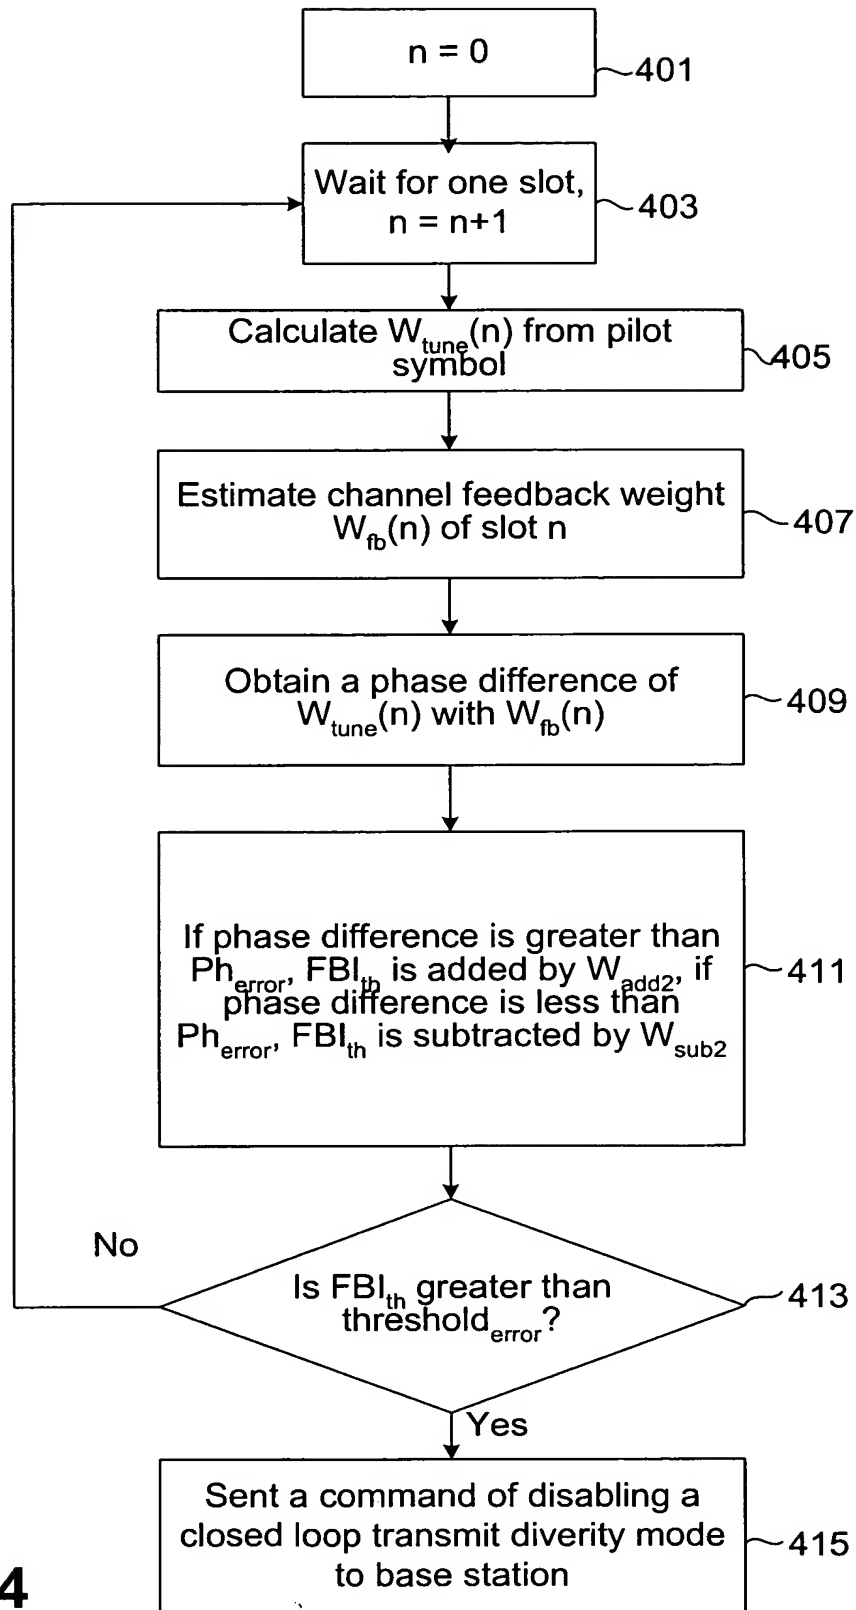 n = 0
401
Wait for one slot,
n = n+1
403
Calculate Wtune(n) from pilot
symbol
405
Estimate channel feedback weight
Wfb(n) of slot n
407
Obtain a phase difference of
Wtune(n) with Wfb(n)
409
If phase difference is greater than
Pherror, FBIth is added by Wadd2, if
phase difference is less than
Pherror, FBIth is subtracted by Wsub2
411
No
Is FBIth greater than
thresholderror?
413
Yes
Sent a command of disabling a
closed loop transmit diverity mode
to base station
415
4